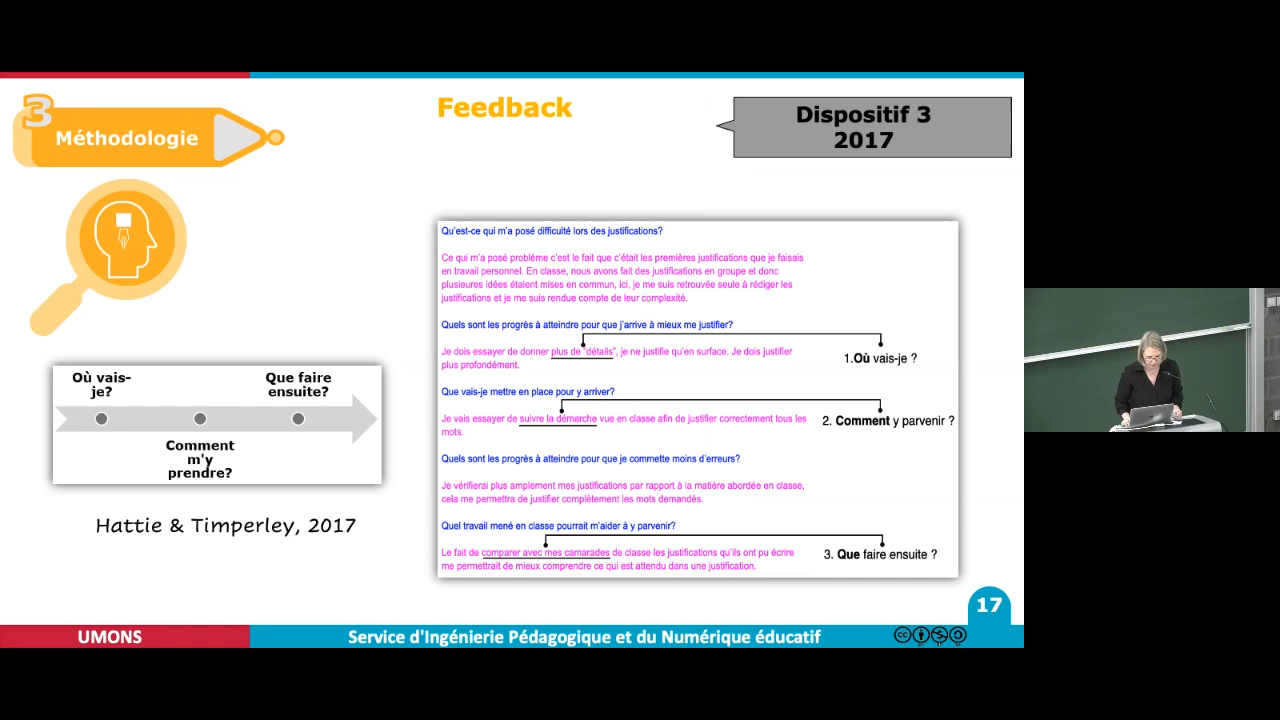 3
Méthodologie
Feedback
Dispositif 3
2017
Où vais-
je?
Que faire
ensuite?
Comment
m'y
prendre?
Hattie & Timperley, 2017
Qu'est-ce qui m'a posé difficulté lors des justifications?
Ce qui m'a posé problème c'est le fait que c'était les premières justifications que je faisais
en travail personnel. En classe, nous avons fait des justifications en groupe et donc
plusieures idées étaient mises en commun, ici, je me suis retrouvée seule à rédiger les
justifications et je me suis rendue compte de leur complexité.
Quels sont les progrès à atteindre pour que j'arrive à mieux me justifier?
Je dois essayer de donner plus de "détails", je ne justifie qu'en surface. Je dois justifier
plus profondément.
1.Où vais-je ?
Que vais-je mettre en place pour y arriver?
Je vais essayer de suivre la démarche vue en classe afin de justifier correctement tous les
mots.
2. Comment y parvenir ?
Quels sont les progrès à atteindre pour que je commette moins d'erreurs?
Je vérifierai plus amplement mes justifications par rapport à la matière abordée en classe,
cela me permettra de justifier complètement les mots demandés.
Quel travail mené en classe pourrait m'aider à y parvenir?
Le fait de comparer avec mes camarades de classe les justifications qu'ils ont pu écrire
me permettrait de mieux comprendre ce qui est attendu dans une justification.
3. Que faire ensuite ?
17
UMONS
Service d'Ingénierie Pédagogique et du Numérique éducatif
cc